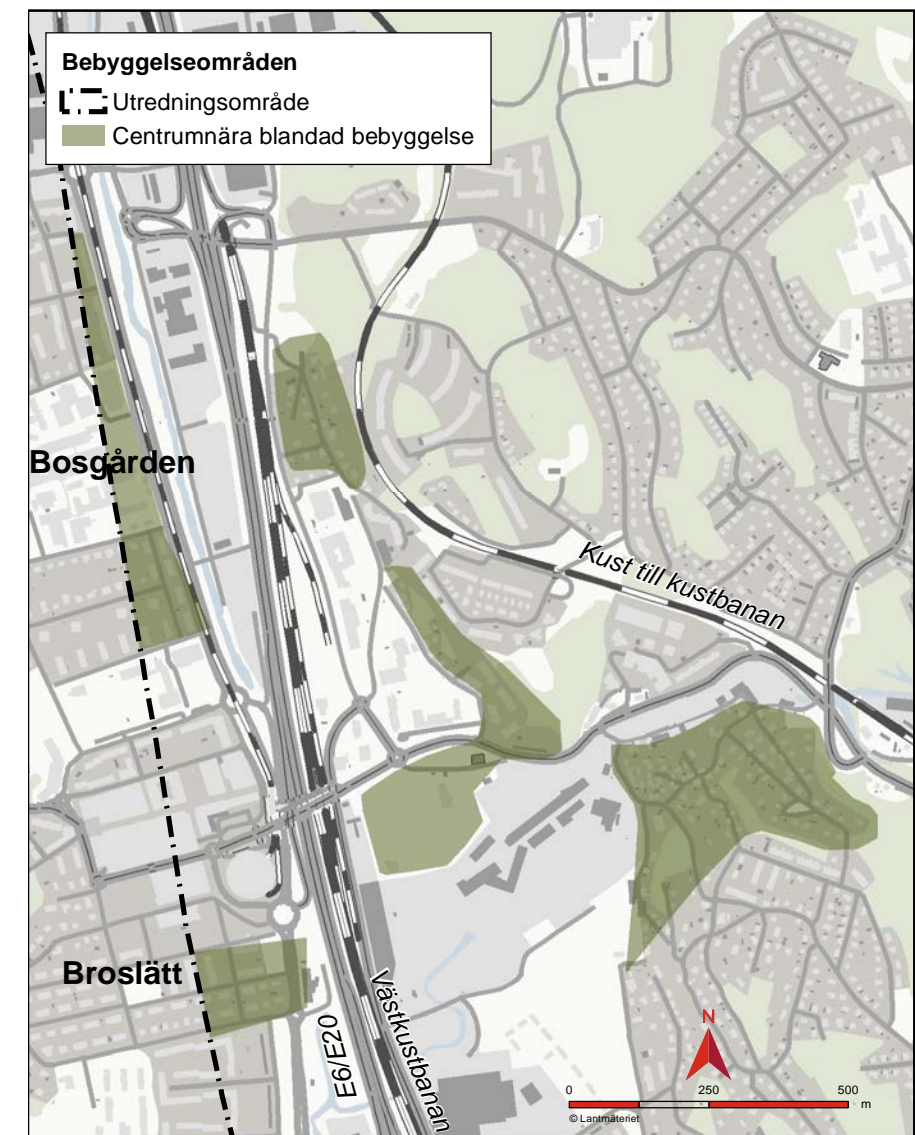 Bebyggelseområden
Utredningsområde
Centrumnära blandad bebyggelse
Bosgården
Kust till kustbanan
Broslätt
E6/E20
Västkustbanan
N
0 250 500
m
© Lantmäteriet